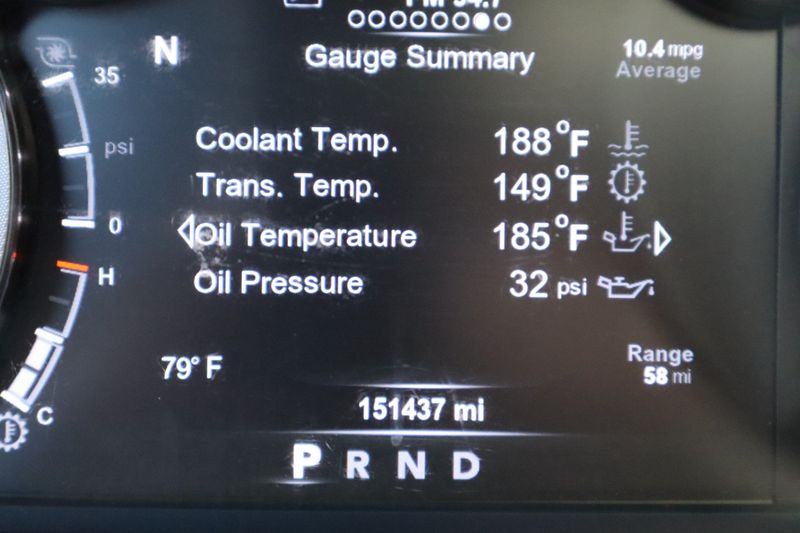 N
Gauge Summary
10.4 mpg
Average
35
psi
0
H
C
Coolant Temp. 188°F
Trans. Temp. 149°F
Oil Temperature 185°F
Oil Pressure 32 psi
79° F
Range
58 mi
151437 mi
P R N D